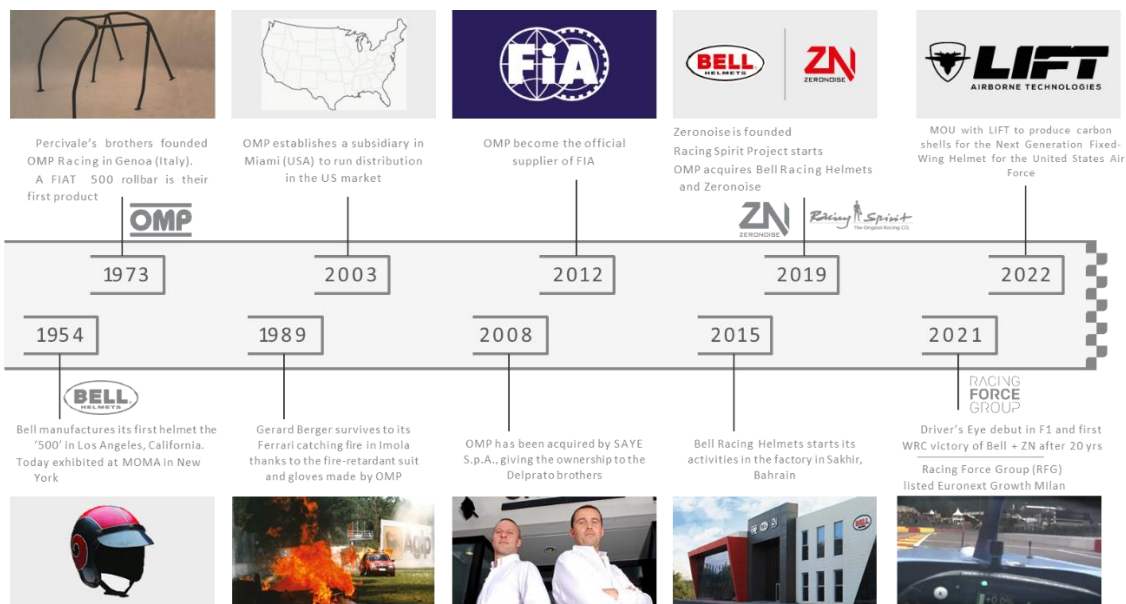 FiA
BELL
HELMETS
ZN
ZERONOISE
LIFT
AIRBORNE TECHNOLOGIES
Percivale's brothers founded
OMP Racing in Genoa (Italy).
A FIAT 500 rollbar is their
first product
OMP establishes a subsidiary in
Miami (USA) to run distribution
in the US market
OMP become the official
supplier of FIA
Zeronoise is founded
Racing Spirit Project starts
OMP acquires Bell Racing Helmets
and Zeronoise
MOU with LIFT to produce carbon
shells for the Next Generation Fixed-
Wing Helmet for the United States Air
Force
OMP
ZN
ZERONOISE
Racing Spirit
The Original Racing CO.
1973
2003
2012
2019
2022
1954
1989
2008
2015
2021
BELL
HELMETS
RACING
FORCE
GROUP
Bell manufactures its first helmet the
‘500’ in Los Angeles, California.
Today exhibited at MOMA in New
York
Gerard Berger survives to its
Ferrari catching fire in Imola
thanks to the fire-retardant suit
and gloves made by OMP
OMP has been acquired by SAYE
S.p.A., giving the ownership to the
Delprato brothers
Bell Racing Helmets starts its
activities in the factory in Sakhir,
Bahrain
Driver's Eye debut in F1 and first
WRC victory of Bell + ZN after 20 yrs
Racing Force Group (RFG)
listed Euronext Growth Milan
Agip
BELL